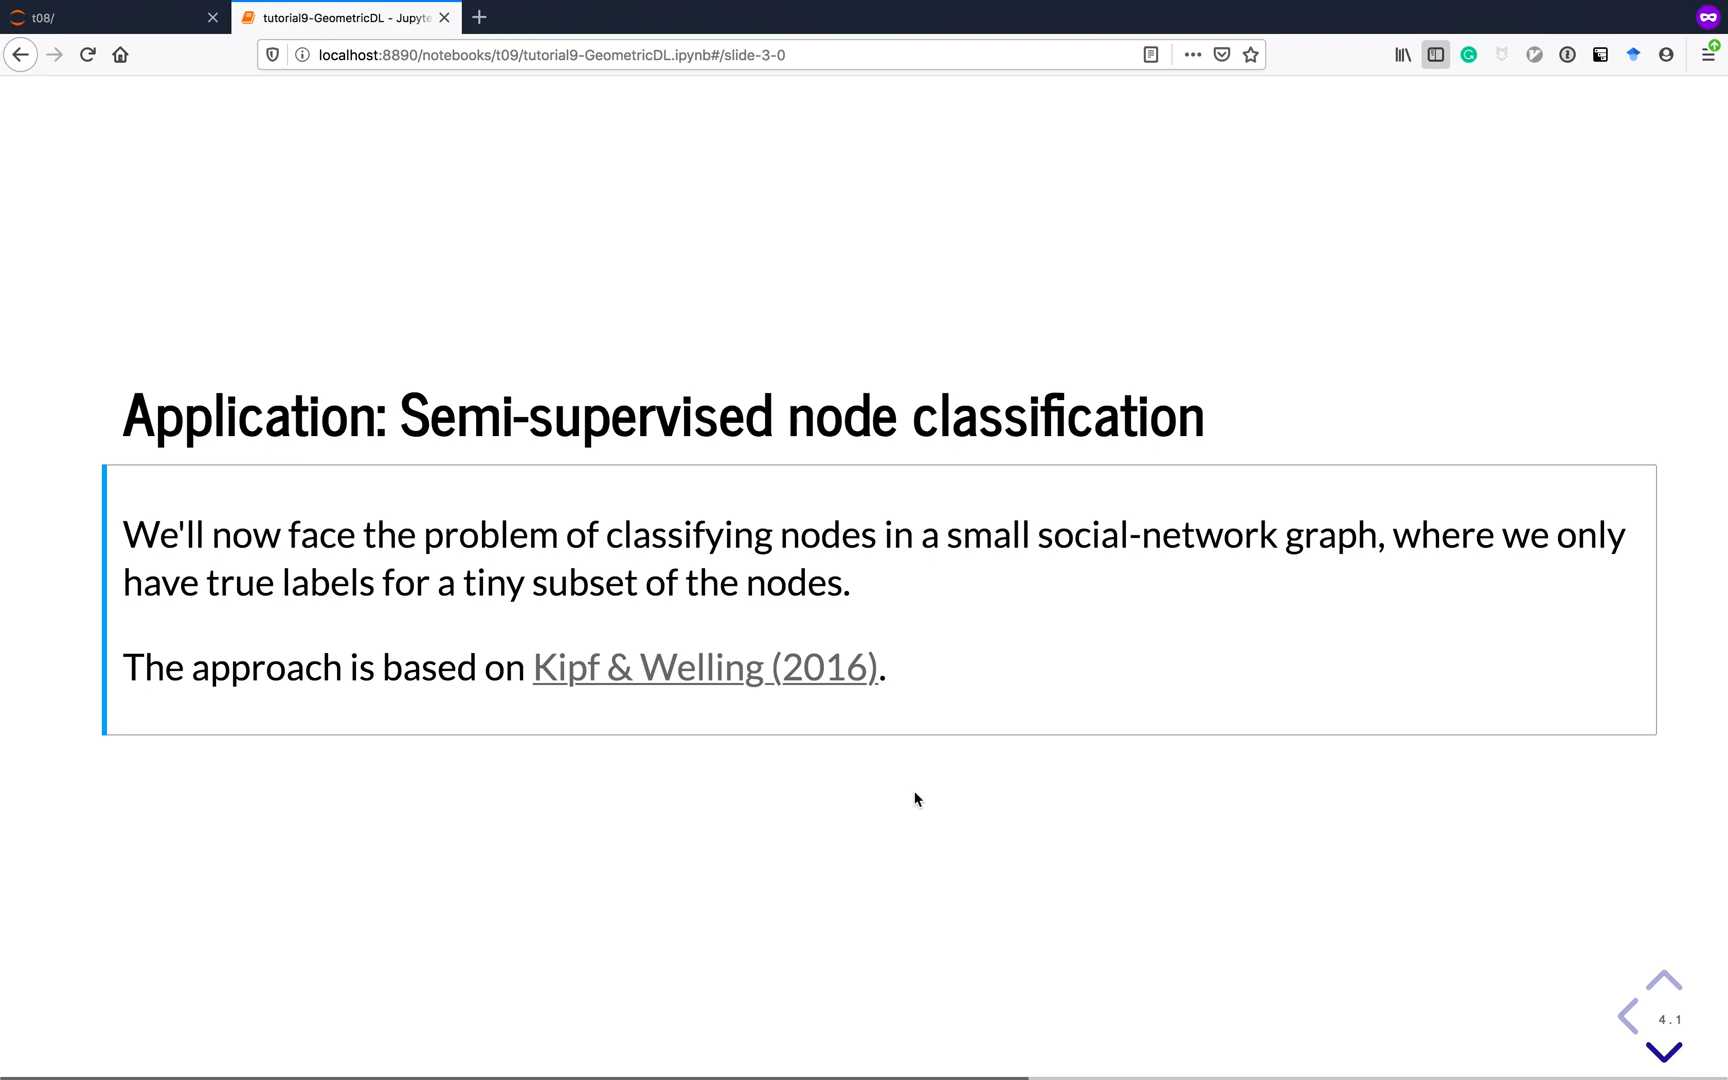 t08/
tutorial9-GeometricDL - Jupyte
localhost:8890/notebooks/t09/tutorial9-GeometricDL.ipynb#/slide-3-0
Application: Semi-supervised node classification
We'll now face the problem of classifying nodes in a small social-network graph, where we only
have true labels for a tiny subset of the nodes.
The approach is based on Kipf & Welling (2016).
4.1